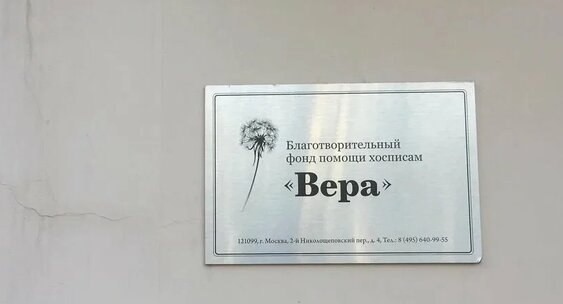 Благотворительный
фонд помощи хосписам
«Вера»
121099, г. Москва, 2-й Николощеповский пер., д. 4, Тел.: 8 (495) 640-99-55